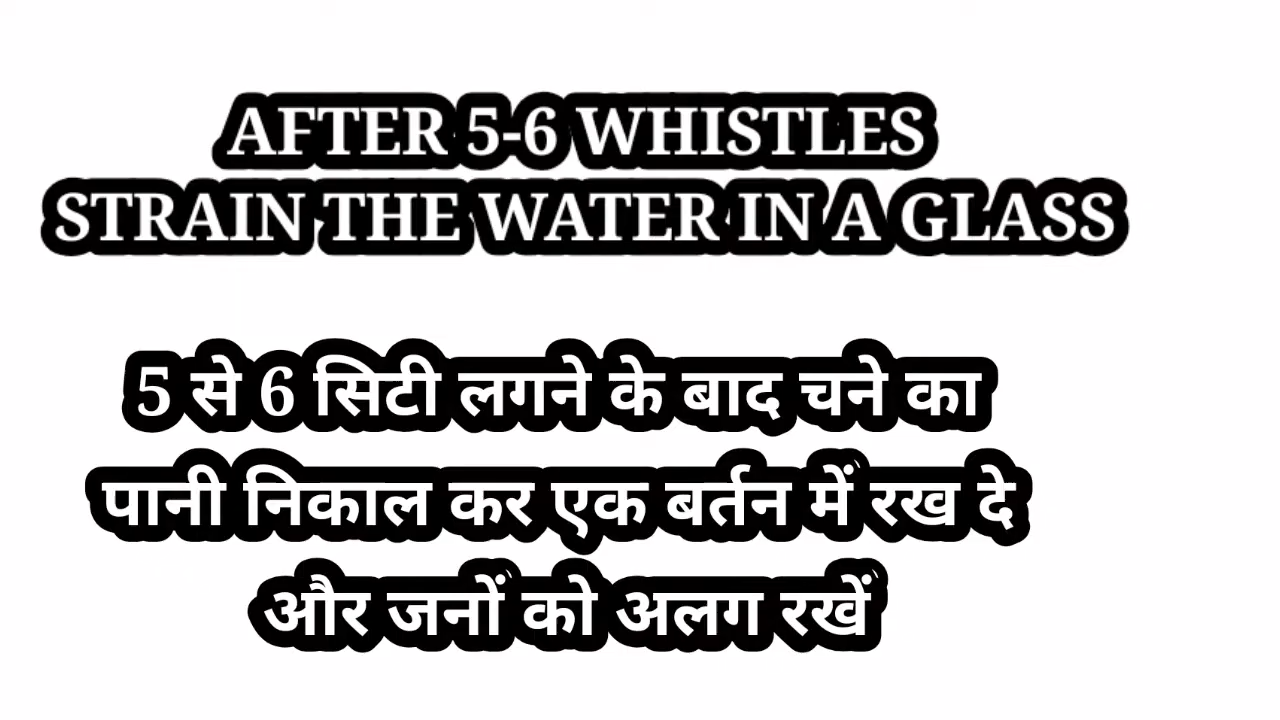 AFTER 5-6 WHISTLES
STRAIN THE WATER IN A GLASS
5 से 6 सिटी लगने के बाद चने का
पानी निकाल कर एक बर्तन में रख दे
और जनों को अलग रखें